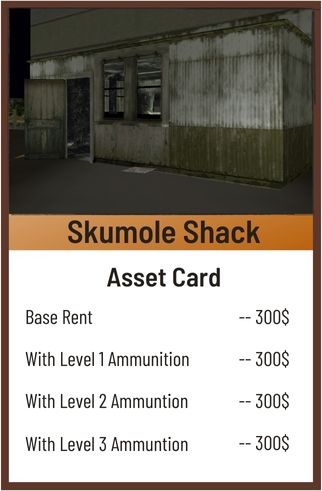 Skumole Shack
Asset Card
Base Rent -- 300$
With Level 1 Ammunition -- 300$
With Level 2 Ammuntion -- 300$
With Level 3 Ammuntion -- 300$